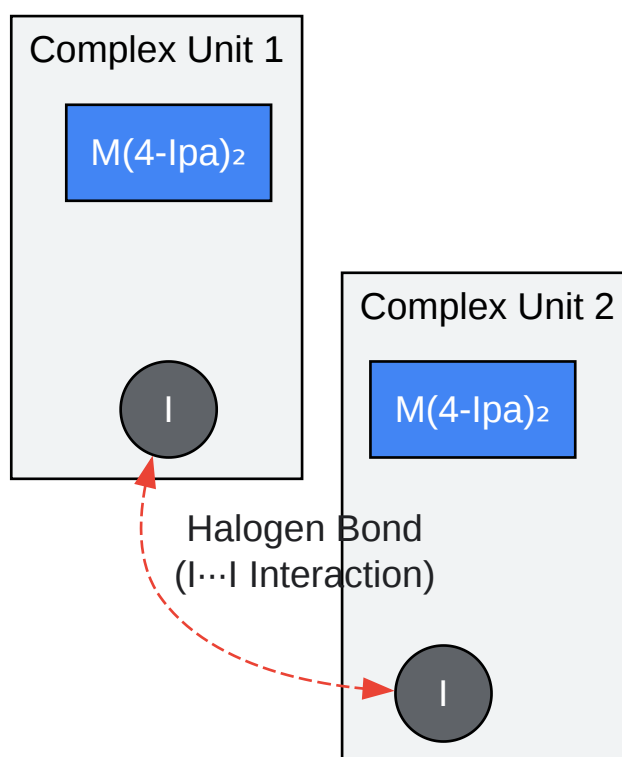 Complex Unit 1
M(4-Ipa)₂
I
Complex Unit 2
M(4-Ipa)₂
Halogen Bond
(I···I Interaction)
I